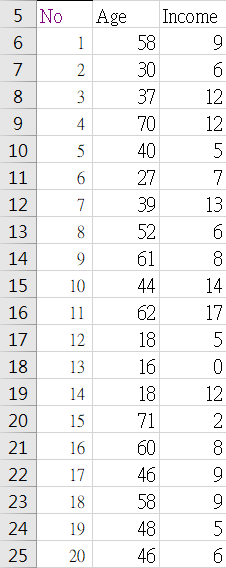 5 No Age Income
6 1 58 9
7 2 30 6
8 3 37 12
9 4 70 12
10 5 40 5
11 6 27 7
12 7 39 13
13 8 52 6
14 9 61 8
15 10 44 14
16 11 62 17
17 12 18 5
18 13 16 0
19 14 18 12
20 15 71 2
21 16 60 8
22 17 46 9
23 18 58 9
24 19 48 5
25 20 46 6